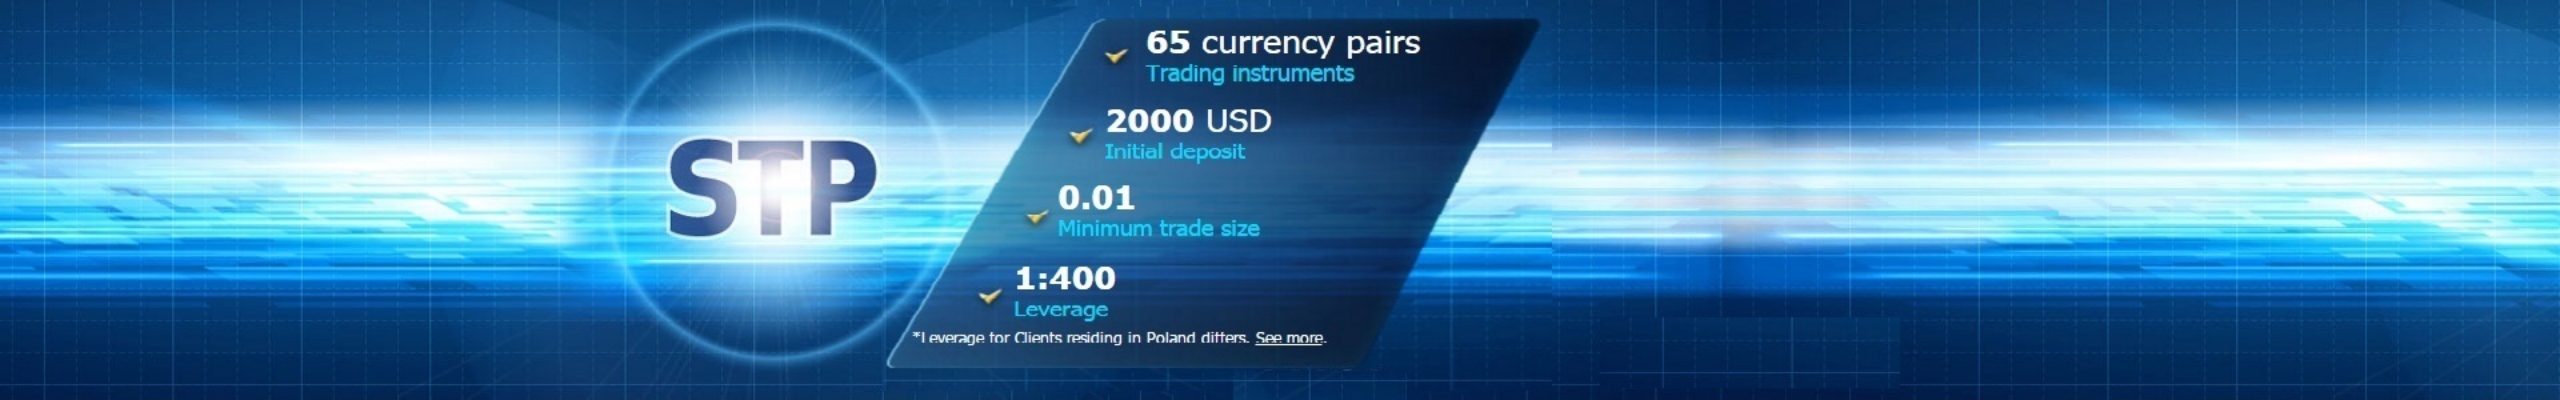 STP
65 currency pairs
Trading instruments
2000 USD
Initial deposit
0.01
Minimum trade size
1:400
Leverage
*Leverage for Clients residing in Poland differs. See more.